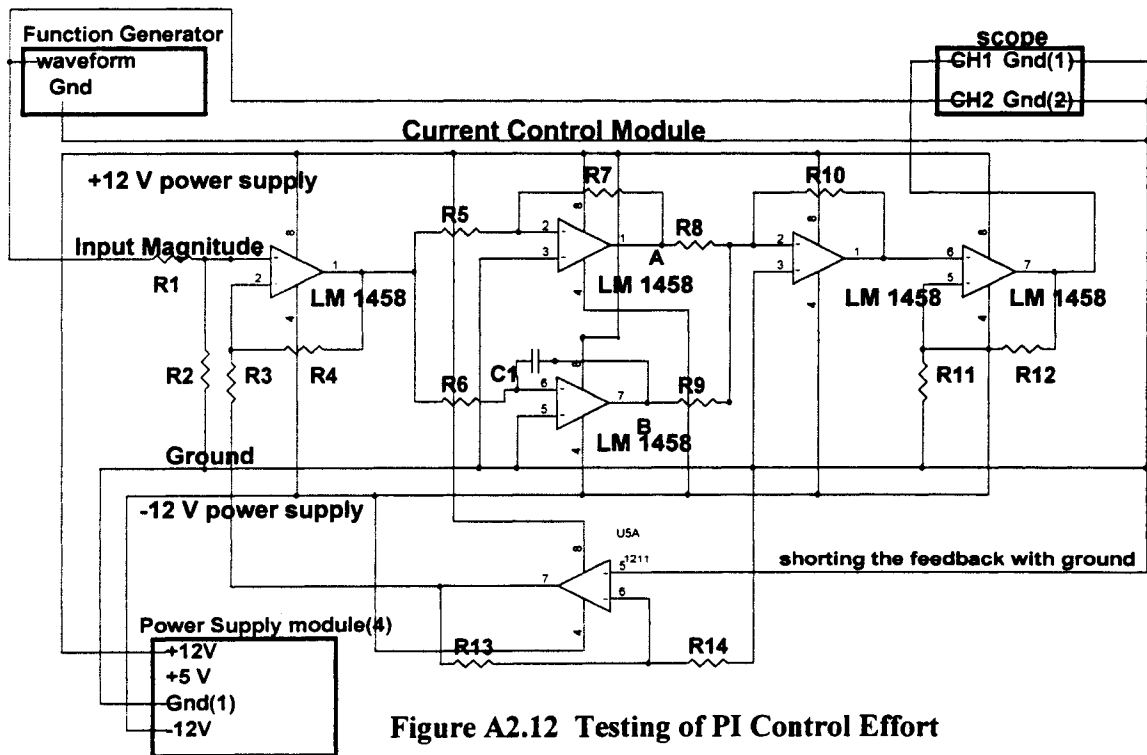 Function Generator
waveform
Gnd
scope
CH1 Gnd(1)
CH2 Gnd(2)
Current Control Module
+12 V power supply
R7
R10
8
8
8
8
R5
2
1
R8
2
1
6
7
Input Magnitude
3
A
3
5
2
1
R1
LM 1458
LM 1458
LM 1458
LM 1458
4
4
4
4
R2
R3
R4
R6
C1
8
6
7
R9
R11
R12
5
B
LM 1458
4
Ground
-12 V power supply
U5A
8
5
1211
shorting the feedback with ground
7
6
4
Power Supply module(4)
R13
R14
+12V
+5 V
Gnd(1)
-12V
Figure A2.12 Testing of PI Control Effort